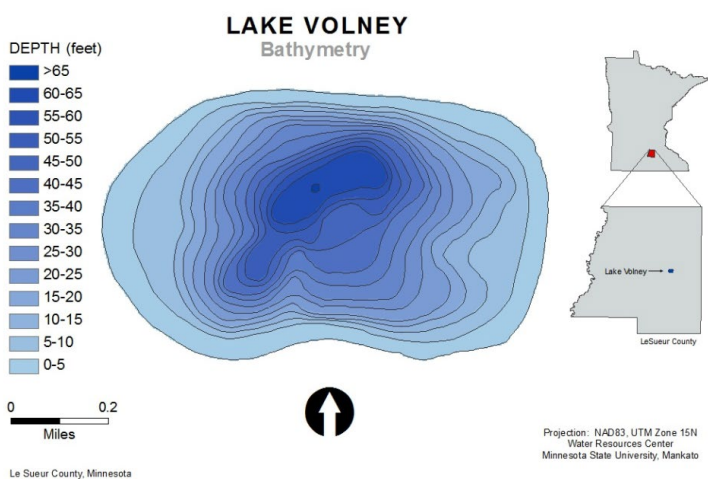 LAKE VOLNEY
Bathymetry
DEPTH (feet)
>65
60-65
55-60
50-55
45-50
40-45
35-40
30-35
25-30
20-25
15-20
10-15
5-10
0-5
0 0.2
Miles
Le Sueur County, Minnesota
Lake Volney
LeSueur County
Projection: NAD83, UTM Zone 15N
Water Resources Center
Minnesota State University, Mankato